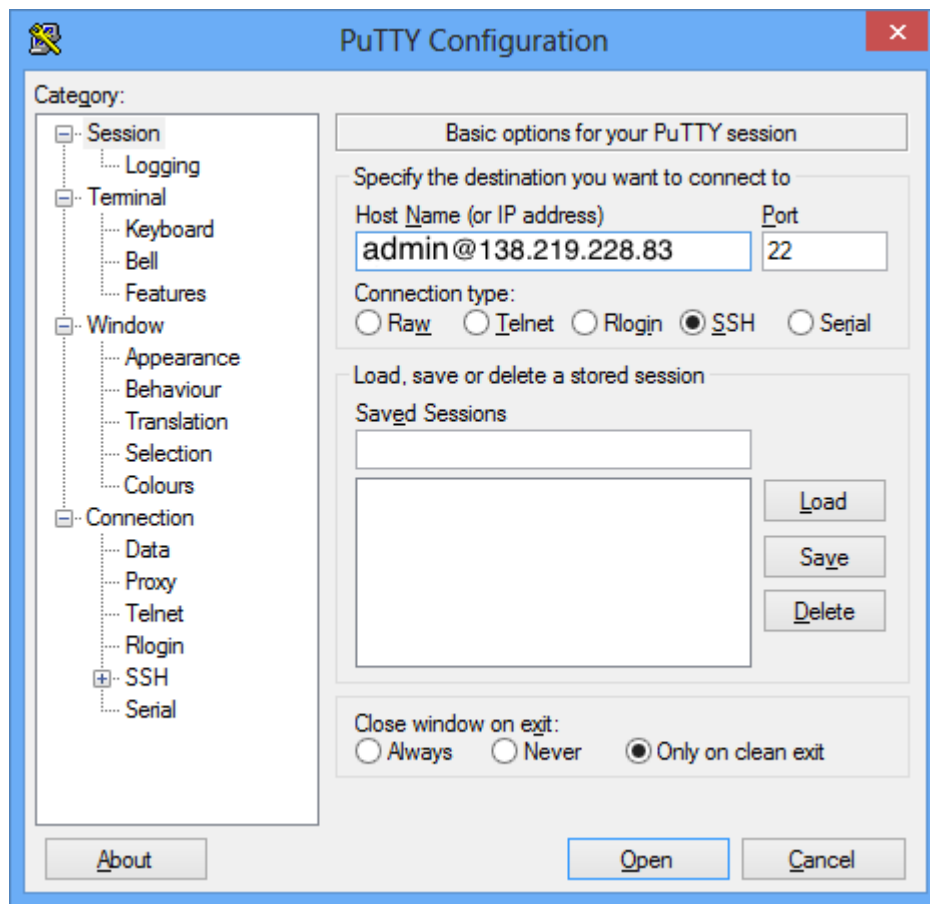 PuTTY Configuration
Category:
Session
Logging
Terminal
Keyboard
Bell
Features
Window
Appearance
Behaviour
Translation
Selection
Colours
Connection
Data
Proxy
Telnet
Rlogin
SSH
Serial
Basic options for your PuTTY session
Specify the destination you want to connect to
Host Name (or IP address) Port
admin@138.219.228.83 22
Connection type:
Raw Telnet Rlogin SSH Serial
Load, save or delete a stored session
Saved Sessions
Load
Save
Delete
Close window on exit:
Always Never Only on clean exit
About Open Cancel